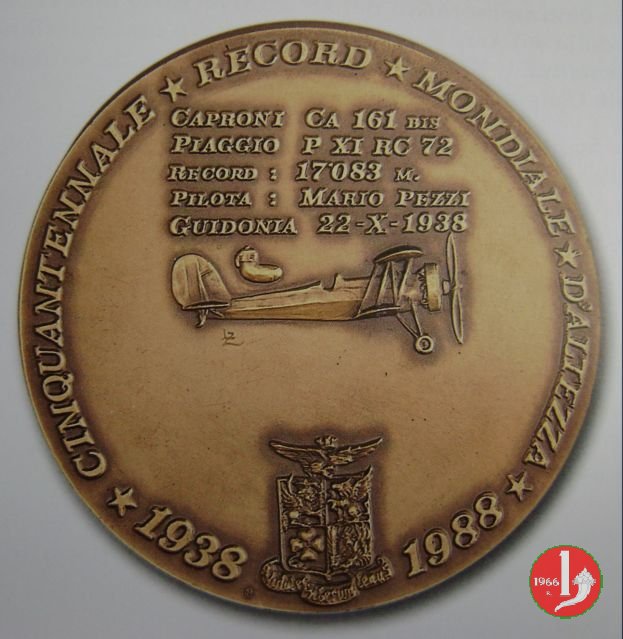 CINQUANTENNALE ★ RECORD ★ MONDIALE ★ D'ALTEZZA
CAPRONI CA 161 BIS
PIAGGIO P XI RC 72
RECORD : 17083 M.
PILOTA : MARIO PEZZI
GUIDONIA 22-X-1938
LZ
★ 1938
1988 ★
1966